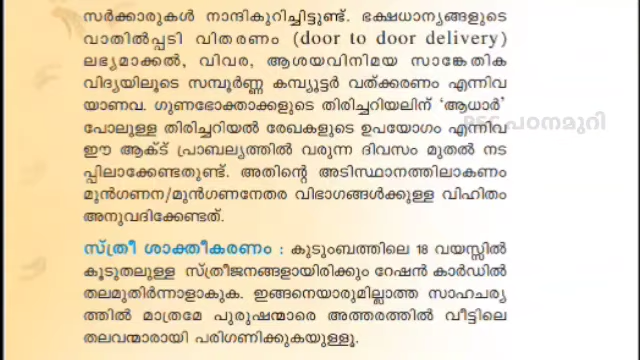 സർക്കാരുകൾ നാന്ദികുറിച്ചിട്ടുണ്ട്. ഭക്ഷധാന്യങ്ങളുടെ
വാതിൽപ്പടി വിതരണം (door to door delivery)
ലഭ്യമാക്കൽ, വിവര, ആശയവിനിമയ സാങ്കേതിക
വിദ്യയിലൂടെ സമ്പൂർണ്ണ കമ്പ്യൂട്ടർ വത്ക്കരണം എന്നിവ
യാണവ. ഗുണഭോക്താക്കളുടെ തിരിച്ചറിയലിന് ‘ആധാർ’
പോലുള്ള തിരിച്ചറിയൽ രേഖകളുടെ ഉപയോഗം എന്നിവ
PSC പഠനമുറി
ഈ ആക്ട് പ്രാബല്യത്തിൽ വരുന്ന ദിവസം മുതൽ നട
പ്പിലാക്കേണ്ടതുണ്ട്. അതിന്റെ അടിസ്ഥാനത്തിലാകണം
മുൻഗണന/മുൻഗണനേതര വിഭാഗങ്ങൾക്കുള്ള വിഹിതം
അനുവദിക്കേണ്ടത്.
സ്ത്രീ ശാക്തീകരണം : കുടുംബത്തിലെ 18 വയസ്സിൽ
കൂടുതലുള്ള സ്ത്രീജനങ്ങളായിരിക്കും റേഷൻ കാർഡിൽ
തലമുതിർന്നാളാകുക. ഇങ്ങനെയാരുമില്ലാത്ത സാഹചര്യ
ത്തിൽ മാത്രമേ പുരുഷന്മാരെ അത്തരത്തിൽ വീട്ടിലെ
തലവന്മാരായി പരിഗണിക്കുകയുള്ളൂ.